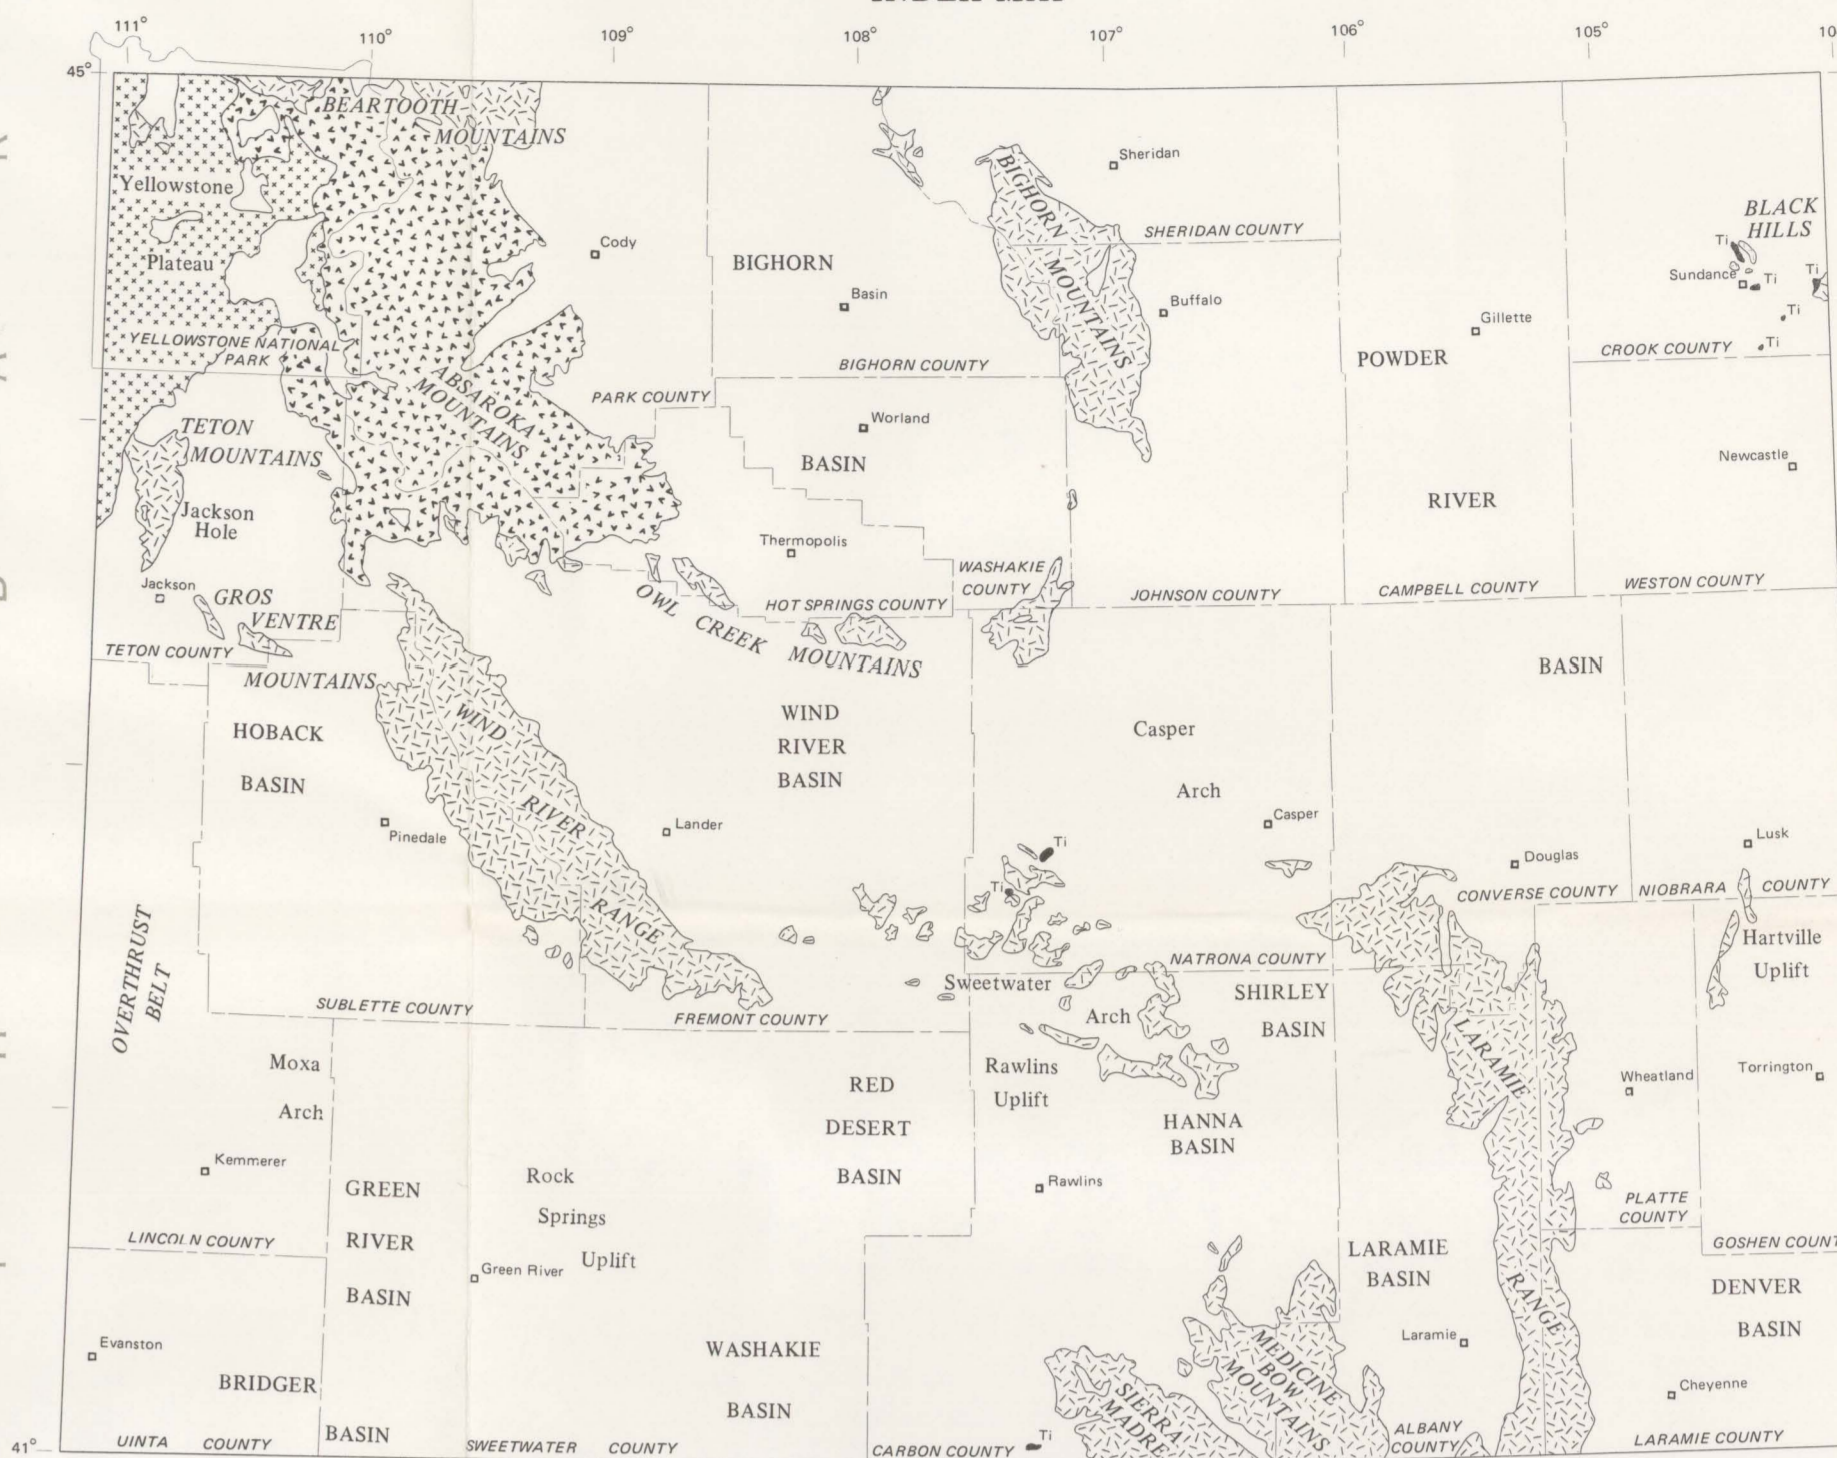 111°
110°
109°
108°
107°
106°
105°
45°
BEARTOOTH
MOUNTAINS
Yellowstone
Plateau
YELLOWSTONE NATIONAL
PARK
Cody
BIGHORN
Basin
BIGHORN COUNTY
PARK COUNTY
ABSAROKA
MOUNTAINS
BIGHORN
MOUNTAINS
Sheridan
SHERIDAN COUNTY
Buffalo
BLACK
HILLS
Ti
Sundance
Ti
Ti
Ti
Ti
Gillette
POWDER
CROOK COUNTY
TETON
MOUNTAINS
Jackson
Hole
Worland
BASIN
Newcastle
RIVER
Thermopolis
WASHAKIE
COUNTY
HOT SPRINGS COUNTY
JOHNSON COUNTY
CAMPBELL COUNTY
WESTON COUNTY
Jackson
GROS
VENTRE
MOUNTAINS
TETON COUNTY
OWL CREEK
MOUNTAINS
HOBACK
BASIN
WIND
RIVER
RANGE
WIND
RIVER
BASIN
BASIN
Casper
Arch
Pinedale
Lander
Casper
Ti
Ti
Douglas
Lusk
CONVERSE COUNTY
NIOBRARA COUNTY
OVERTHRUST
BELT
Hartville
Uplift
NATRONA COUNTY
Sweetwater
Arch
SHIRLEY
BASIN
SUBLETTE COUNTY
FREMONT COUNTY
Moxa
Arch
RED
DESERT
BASIN
Rawlins
Uplift
LARAMIE
RANGE
Wheatland
Torrington
HANNA
BASIN
Kemmerer
GREEN
RIVER
BASIN
Rock
Springs
Uplift
Rawlins
PLATTE
COUNTY
LINCOLN COUNTY
GOSHEN COUNT
Green River
LARAMIE
BASIN
DENVER
BASIN
Evanston
Laramie
WASHAKIE
BASIN
BRIDGER
BASIN
MEDICINE
BOW
MOUNTAINS
SIERRA
MADRE
Cheyenne
41°
UINTA COUNTY
SWEETWATER COUNTY
CARBON COUNTY
Ti
ALBANY
COUNTY
LARAMIE COUNTY